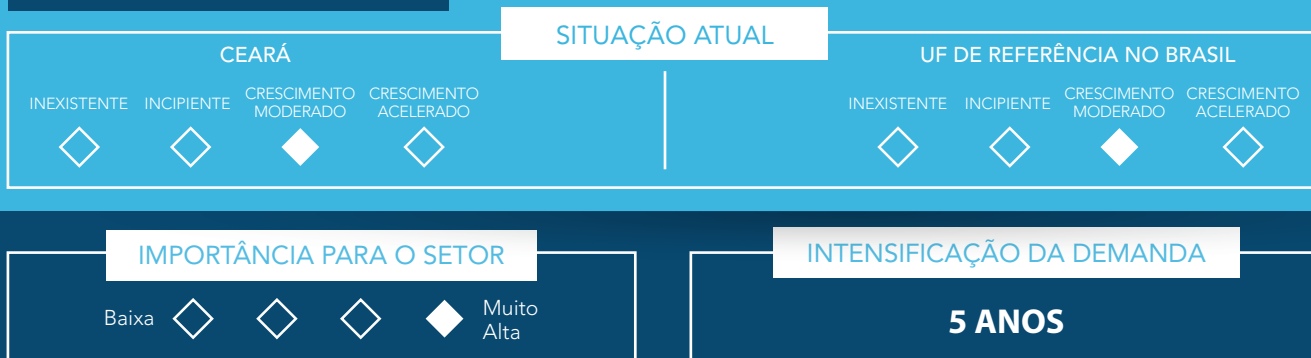 SITUAÇÃO ATUAL
CEARÁ
INEXISTENTE
INCIPIENTE
CRESCIMENTO
MODERADO
CRESCIMENTO
ACELERADO
UF DE REFERÊNCIA NO BRASIL
INEXISTENTE
INCIPIENTE
CRESCIMENTO
MODERADO
CRESCIMENTO
ACELERADO
IMPORTÂNCIA PARA O SETOR
Baixa
Muito
Alta
INTENSIFICAÇÃO DA DEMANDA
5 ANOS